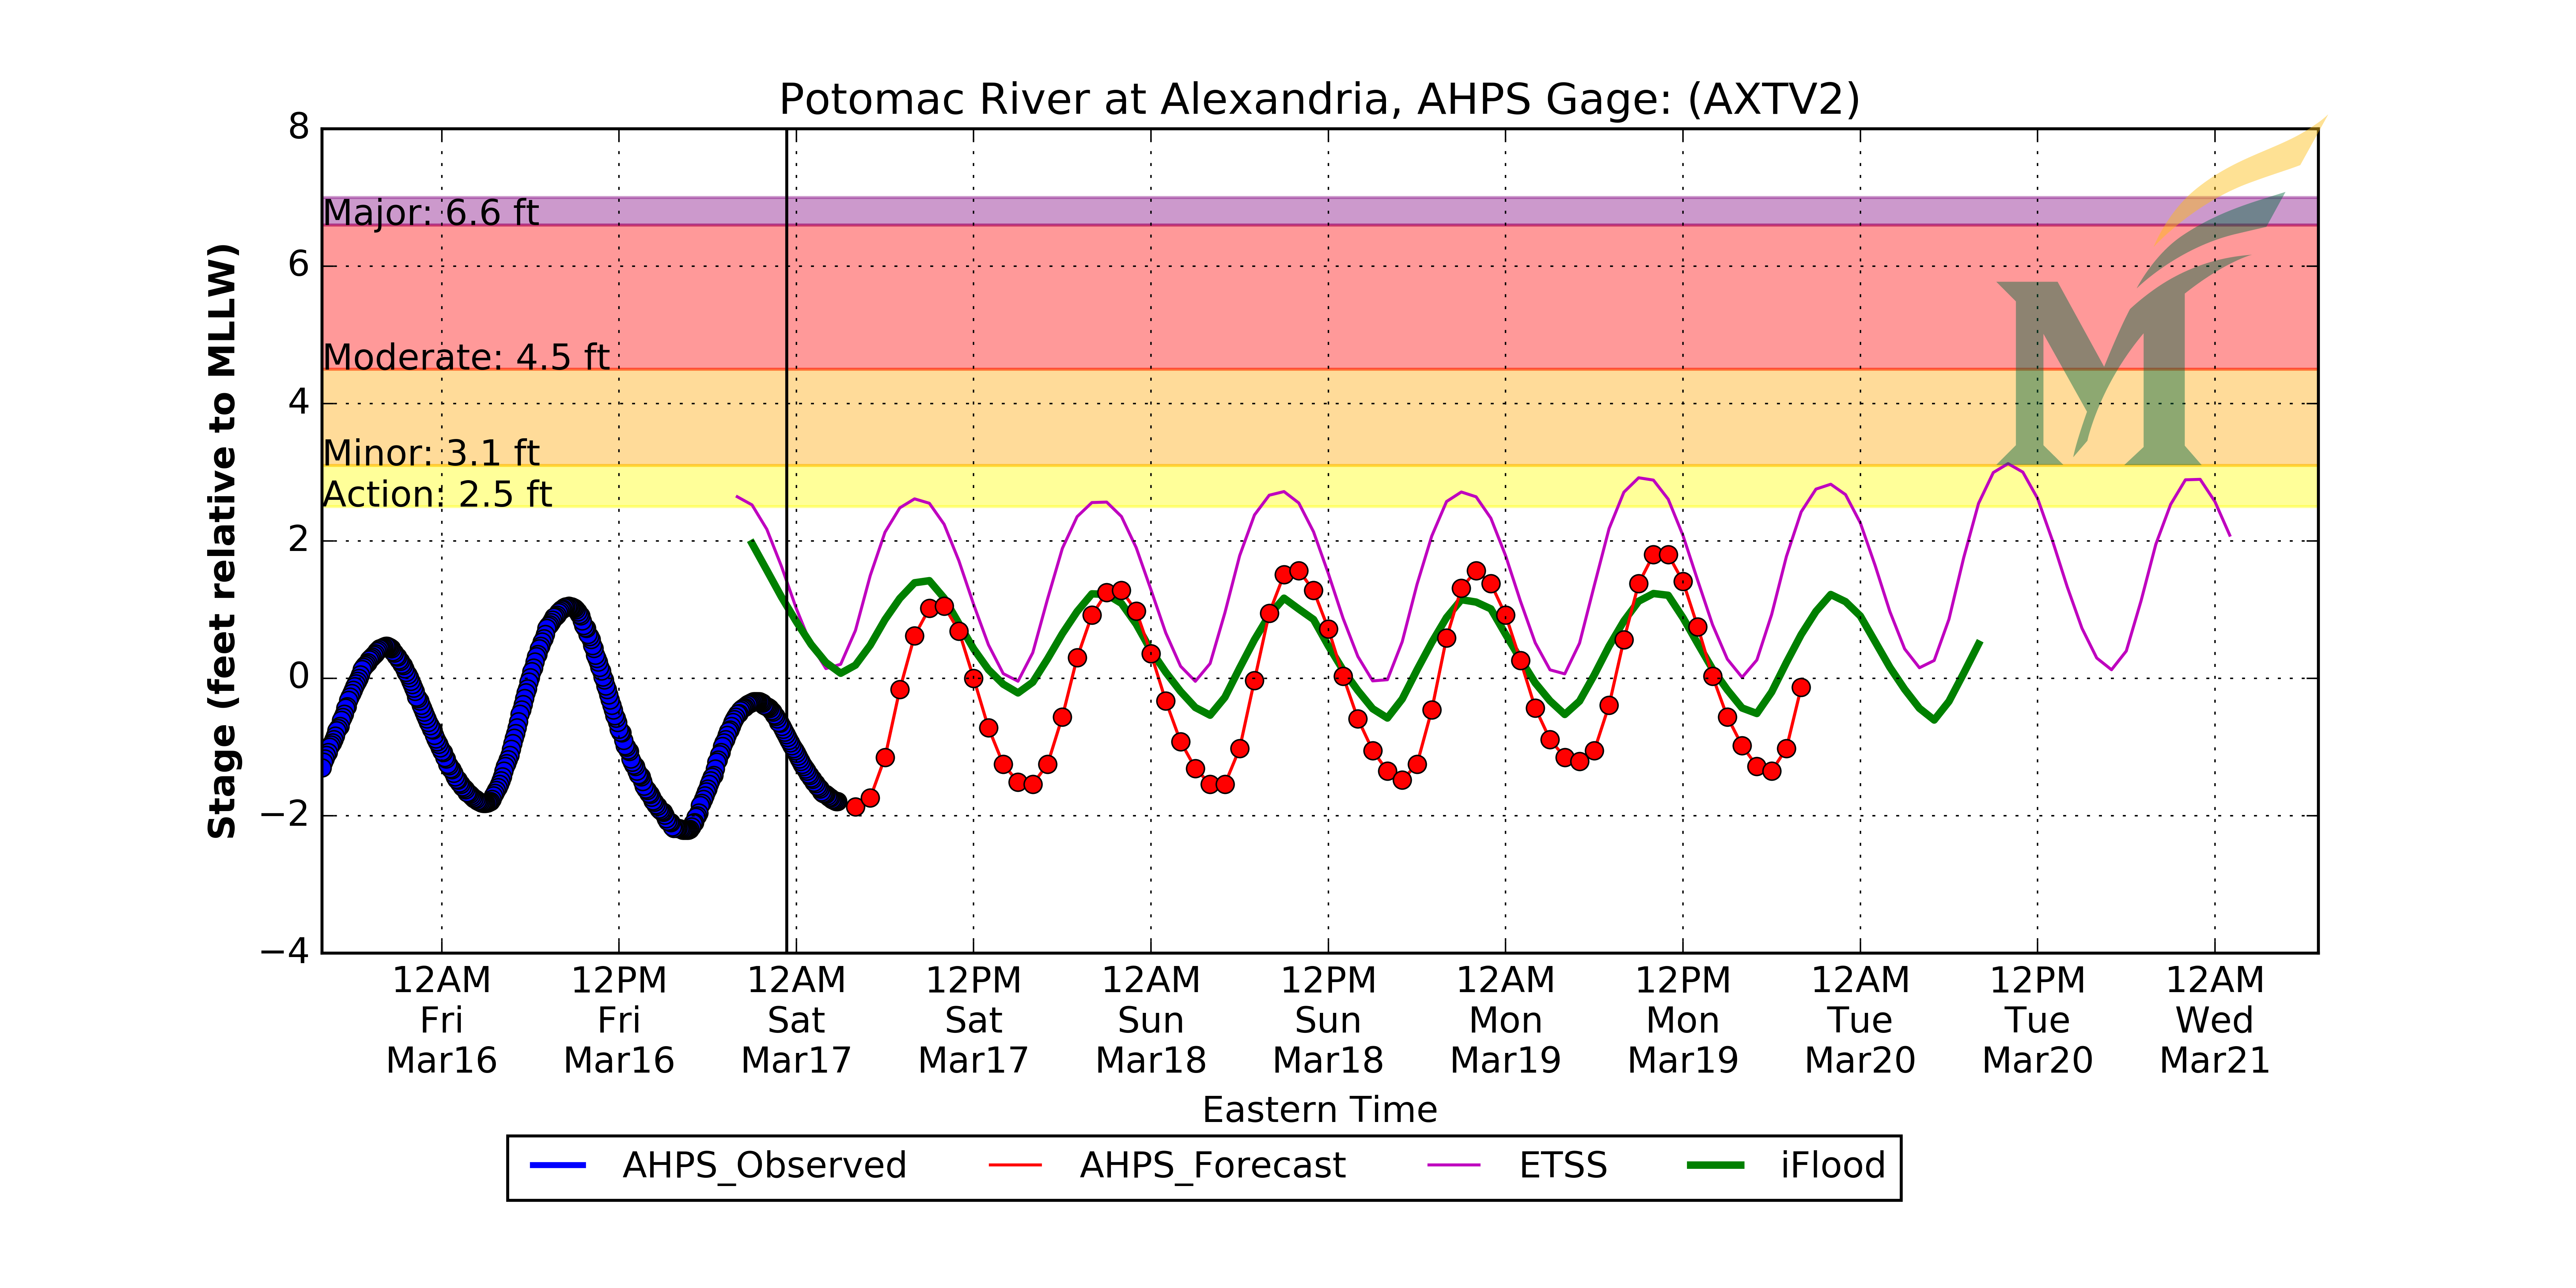 Potomac River at Alexandria, AHPS Gage: (AXTV2)
Stage (feet relative to MLLW)
8
6
4
2
0
−2
−4
Major: 6.6 ft
Moderate: 4.5 ft
Minor: 3.1 ft
Action: 2.5 ft
12AM 12PM 12AM 12PM 12AM 12PM 12AM 12PM 12AM 12PM 12AM
Fri Fri Sat Sat Sun Sun Mon Mon Tue Tue Wed
Mar16 Mar16 Mar17 Mar17 Mar18 Mar18 Mar19 Mar19 Mar20 Mar20 Mar21
Eastern Time
AHPS_Observed AHPS_Forecast ETSS iFlood
M